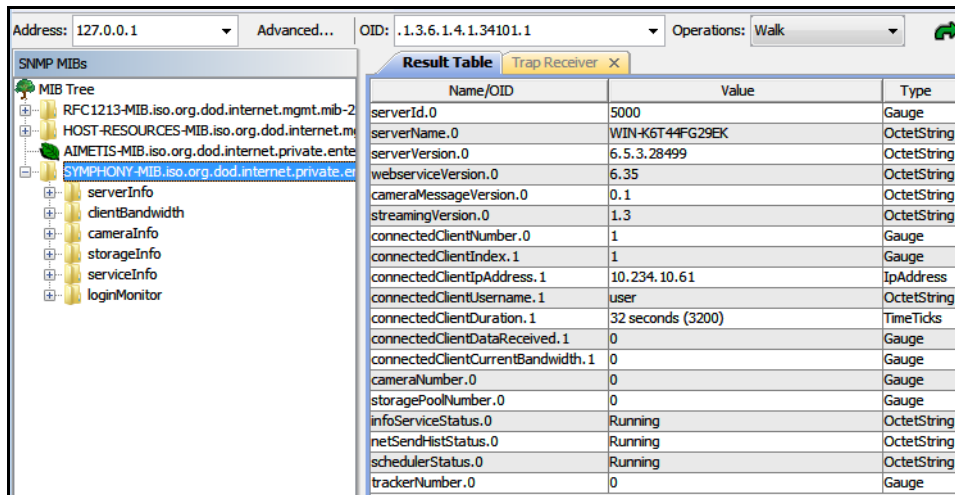 Address: 127.0.0.1 Advanced... OID: .1.3.6.1.4.1.34101.1 Operations: Walk
SNMP MIBs
MIB Tree
RFC1213-MIB.iso.org.dod.internet.mgmt.mib-2
HOST-RESOURCES-MIB.iso.org.dod.internet.m
AIMETIS-MIB.iso.org.dod.internet.private.ente
SYMPHONY-MIB.iso.org.dod.internet.private.er
serverInfo
clientBandwidth
cameraInfo
storageInfo
serviceInfo
loginMonitor
Result Table Trap Receiver
Name/OID Value Type
serverId.0 5000 Gauge
serverName.0 WIN-K6T44FG29EK OctetString
serverVersion.0 6.5.3.28499 OctetString
webserviceVersion.0 6.35 OctetString
cameraMessageVersion.0 0.1 OctetString
streamingVersion.0 1.3 OctetString
connectedClientNumber.0 1 Gauge
connectedClientIndex.1 1 Gauge
connectedClientIpAddress.1 10.234.10.61 IpAddress
connectedClientUsername.1 user OctetString
connectedClientDuration.1 32 seconds (3200) TimeTicks
connectedClientDataReceived.1 0 Gauge
connectedClientCurrentBandwidth.1 0 Gauge
cameraNumber.0 0 Gauge
storagePoolNumber.0 0 Gauge
infoServiceStatus.0 Running OctetString
netSendHistStatus.0 Running OctetString
schedulerStatus.0 Running OctetString
trackerNumber.0 0 Gauge